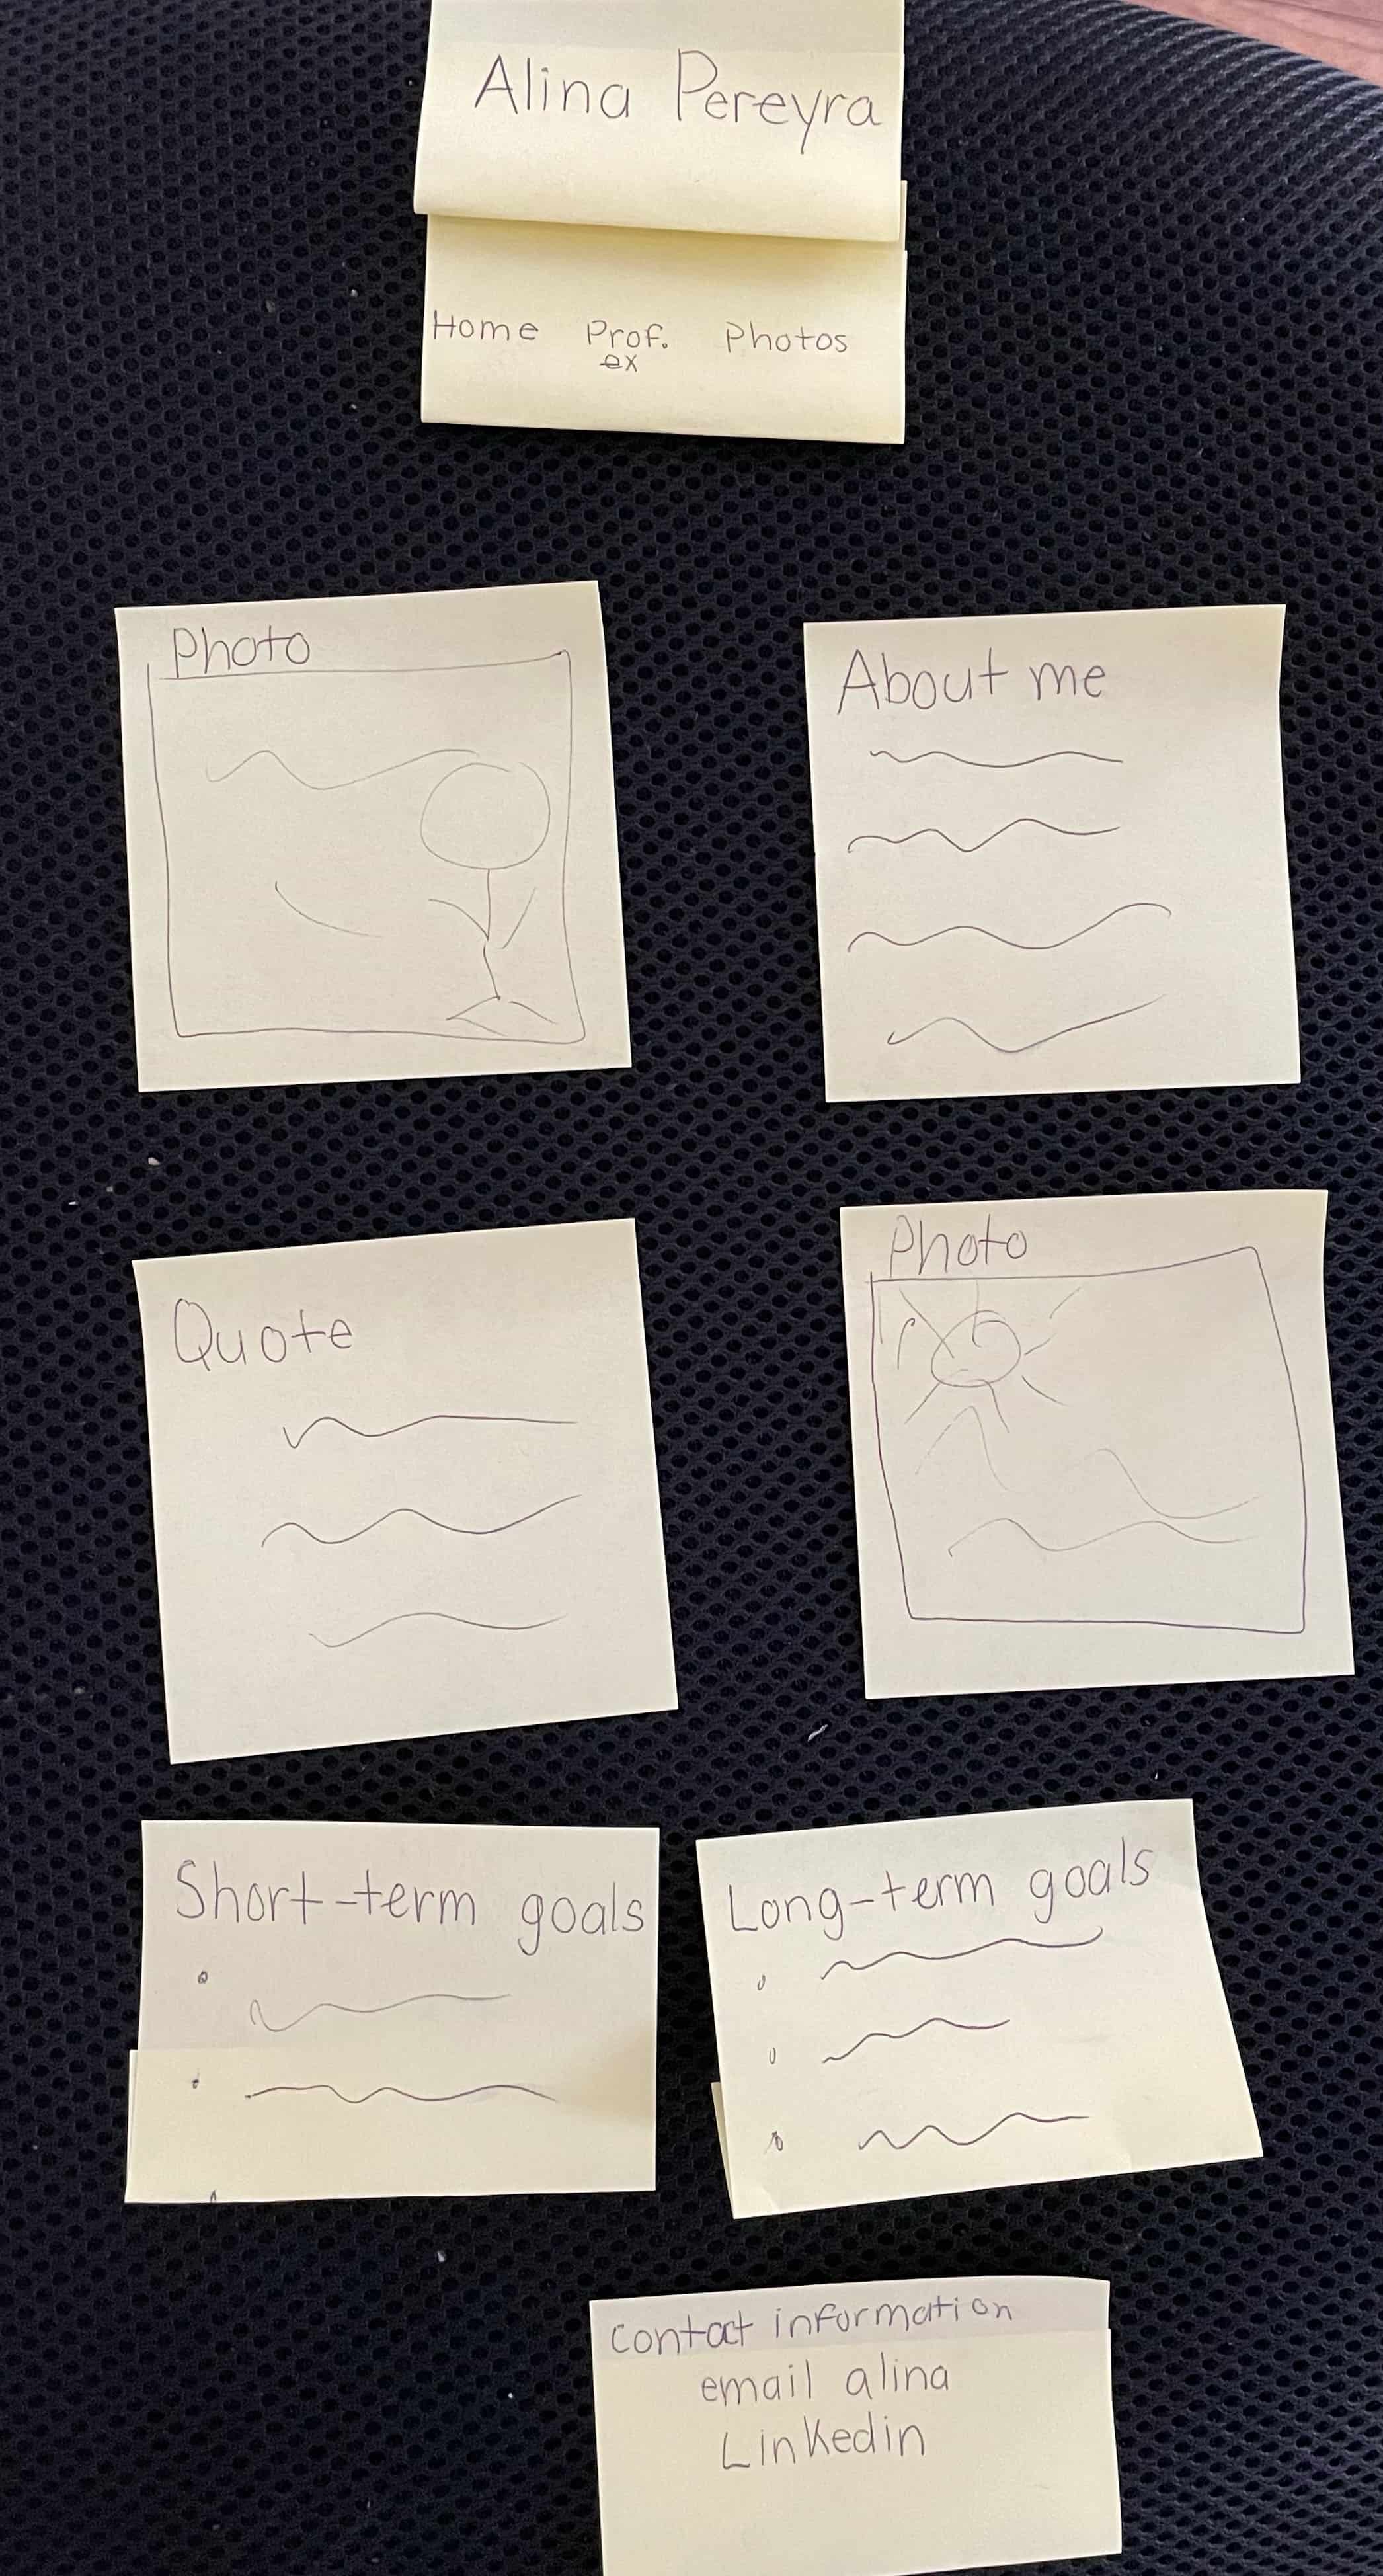 Alina Pereyra
Home Prof. ex Photos
Photo
About me
Quote
Photo
Short-term goals
Long-term goals
contact information
email alina
Linkedin